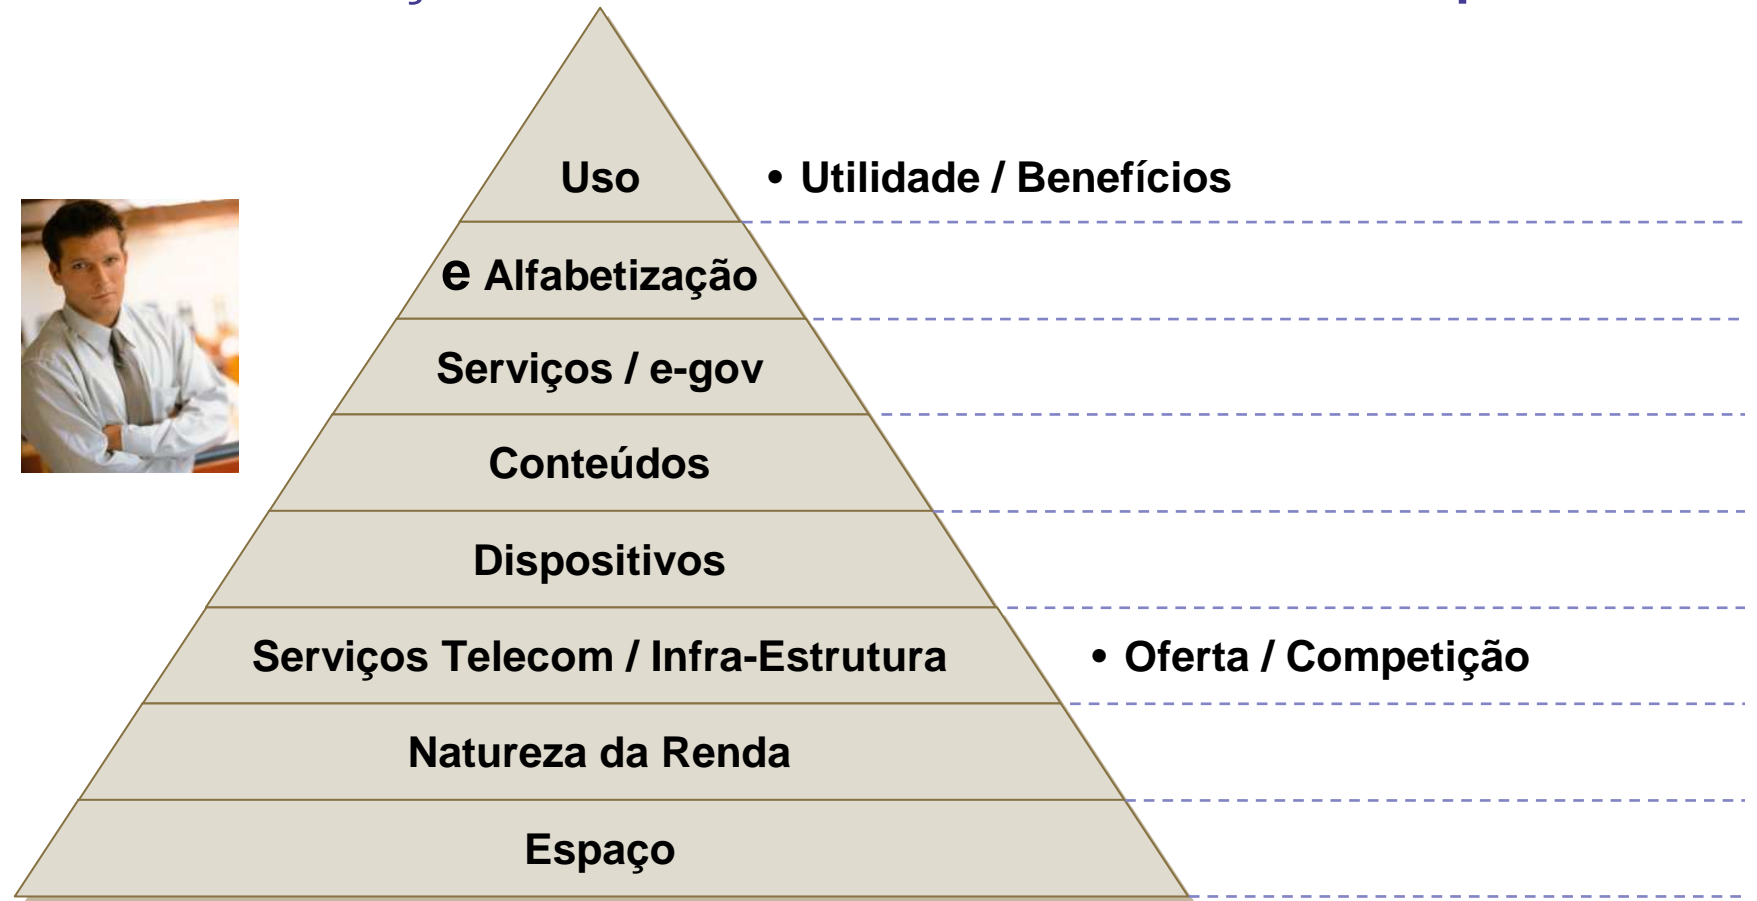 Uso
• Utilidade / Benefícios
e Alfabetização
Serviços / e-gov
Conteúdos
Dispositivos
Serviços Telecom / Infra-Estrutura
• Oferta / Competição
Natureza da Renda
Espaço